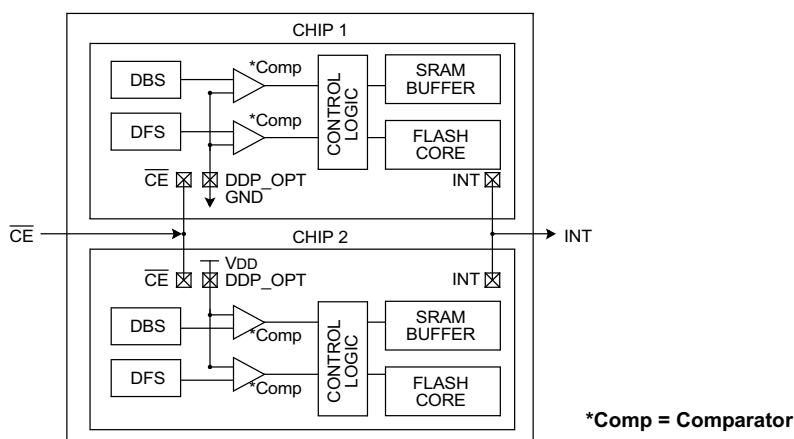 CHIP 1
DBS
*Comp
CONTROL LOGIC
SRAM
BUFFER
DFS
*Comp
FLASH
CORE
CE
DDP_OPT
GND
INT
CE
INT
CHIP 2
CE
VDD
DDP_OPT
INT
DBS
*Comp
CONTROL LOGIC
SRAM
BUFFER
DFS
*Comp
FLASH
CORE
*Comp = Comparator